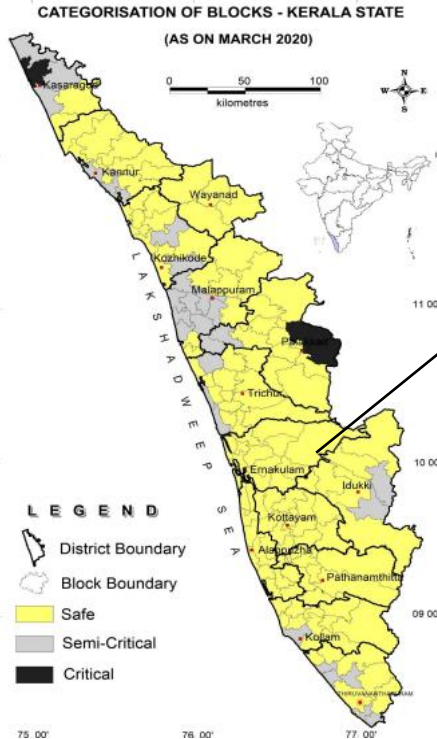 CATEGORISATION OF BLOCKS - KERALA STATE
(AS ON MARCH 2020)
0 50 100
kilometres
N
W E
S
Kasaragod
Kannur
Wayanad
Kozhikode
Malappuram
11 00
Palakkad
Trichur
LAKSHADWEEP SEA
Ernakulam
10 00
Idukki
Kottayam
Alappuzha
Pathanamthitta
09 00
Kollam
THIRUVANANTHAPURAM
LEGEND
District Boundary
Block Boundary
Safe
Semi-Critical
Critical
75 00'
76 00'
77 00'